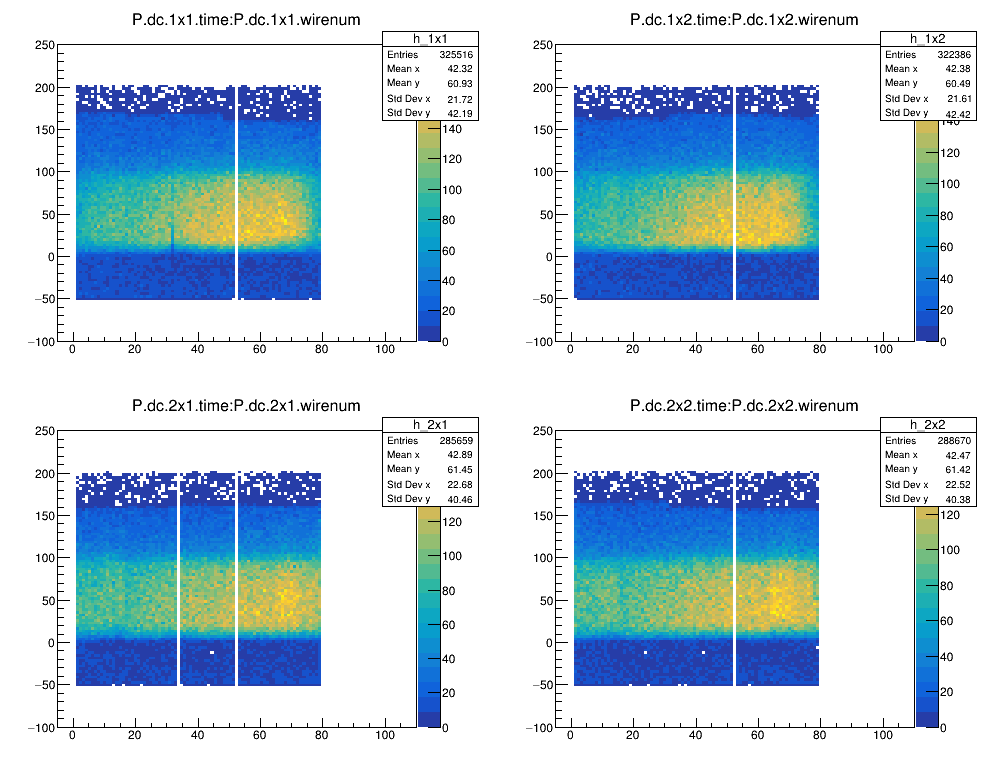 P.dc.1x1.time:P.dc.1x1.wirenum
h_1x1
Entries 325516
Mean x 42.32
Mean y 60.93
Std Dev x 21.72
Std Dev y 42.19
250
200
150
100
50
0
−50
−100
0 20 40 60 80 100
140
120
100
80
60
40
20
0
P.dc.1x2.time:P.dc.1x2.wirenum
h_1x2
Entries 322386
Mean x 42.38
Mean y 60.49
Std Dev x 21.61
Std Dev y 42.42
250
200
150
100
50
0
−50
−100
0 20 40 60 80 100
140
120
100
80
60
40
20
0
P.dc.2x1.time:P.dc.2x1.wirenum
h_2x1
Entries 285659
Mean x 42.89
Mean y 61.45
Std Dev x 22.68
Std Dev y 40.46
250
200
150
100
50
0
−50
−100
0 20 40 60 80 100
120
100
80
60
40
20
0
P.dc.2x2.time:P.dc.2x2.wirenum
h_2x2
Entries 288670
Mean x 42.47
Mean y 61.42
Std Dev x 22.52
Std Dev y 40.38
250
200
150
100
50
0
−50
−100
0 20 40 60 80 100
120
100
80
60
40
20
0